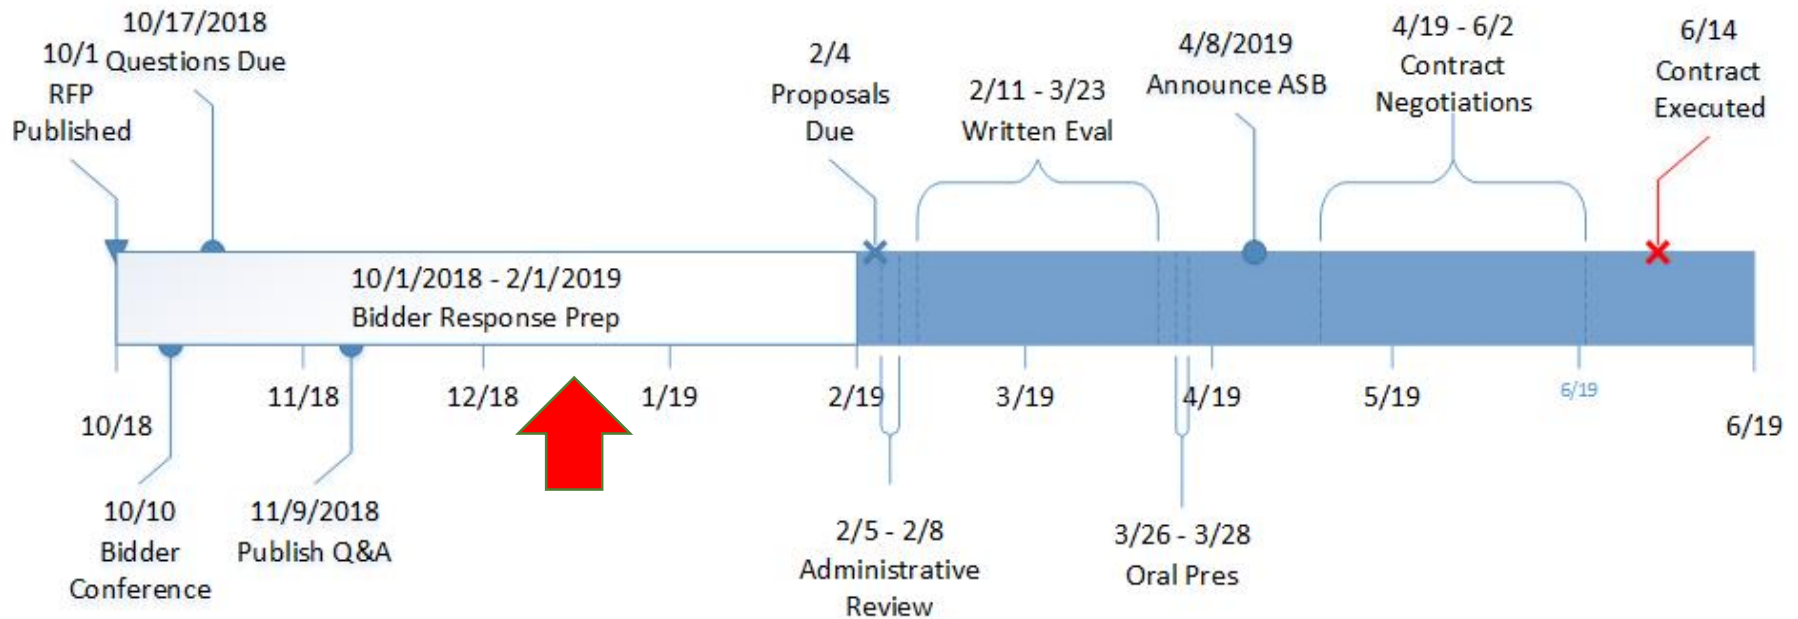 10/17/2018
Questions Due
10/1
RFP
Published
2/4
Proposals
Due
2/11 - 3/23
Written Eval
4/8/2019
Announce ASB
4/19 - 6/2
Contract
Negotiations
6/14
Contract
Executed
10/1/2018 - 2/1/2019
Bidder Response Prep
10/18
11/18
12/18
1/19
2/19
3/19
4/19
5/19
6/19
6/19
10/10
Bidder
Conference
11/9/2018
Publish Q&A
2/5 - 2/8
Administrative
Review
3/26 - 3/28
Oral Pres